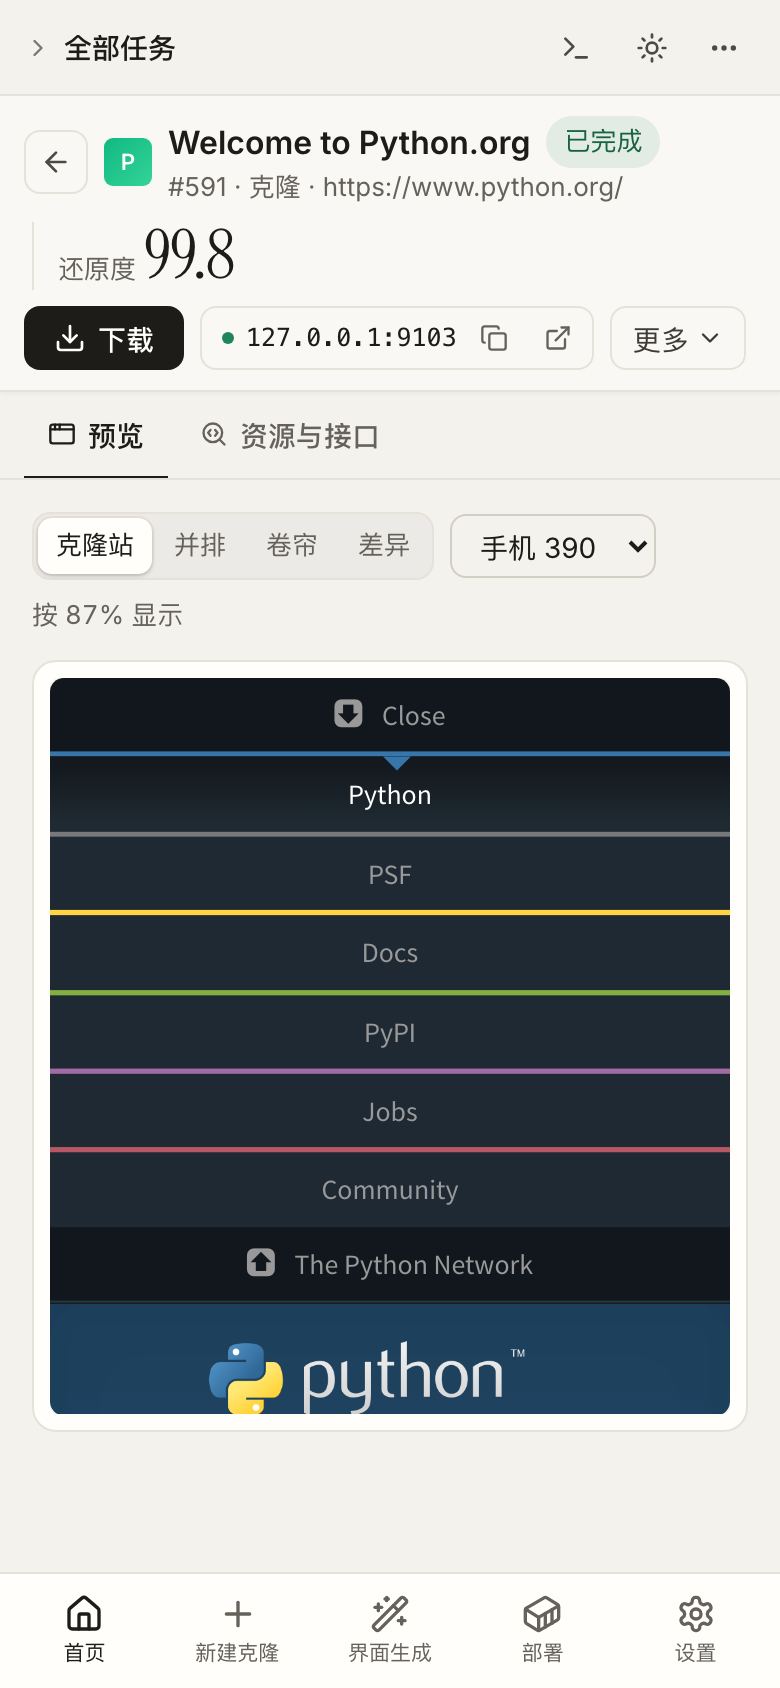 全部任务
P
Welcome to Python.org 已完成
#591 · 克隆 · https://www.python.org/
还原度 99.8
下载 127.0.0.1:9103 更多
预览 资源与接口
克隆站 并排 卷帘 差异 手机 390
按 87% 显示
Close
Python
PSF
Docs
PyPI
Jobs
Community
The Python Network
python™
首页 新建克隆 界面生成 部署 设置